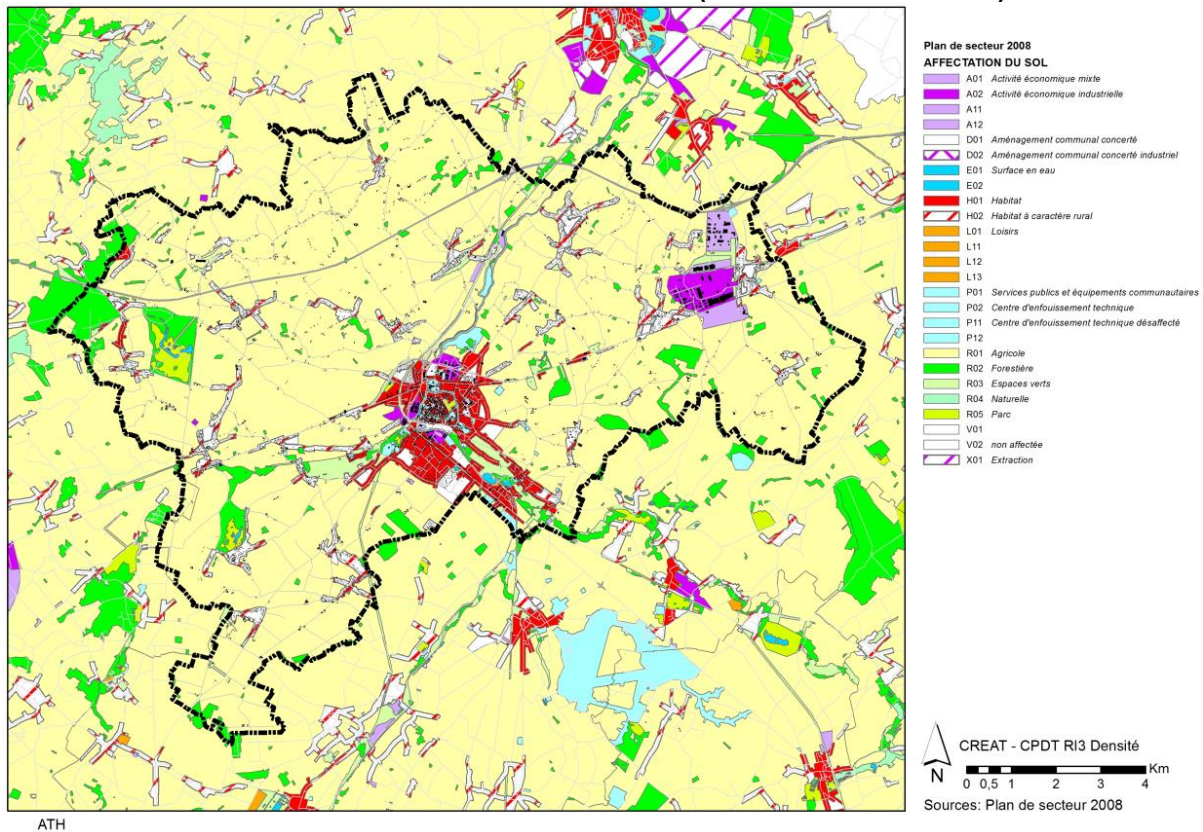 Plan de secteur 2008
AFFECTATION DU SOL
A01 Activité économique mixte
A02 Activité économique industrielle
A11
A12
D01 Aménagement communal concerté
D02 Aménagement communal concerté industriel
E01 Surface en eau
E02
H01 Habitat
H02 Habitat à caractère rural
L01 Loisirs
L11
L12
L13
P01 Services publics et équipements communautaires
P02 Centre d'enfouissement technique
P11 Centre d'enfouissement technique désaffecté
P12
R01 Agricole
R02 Forestière
R03 Espaces verts
R04 Naturelle
R05 Parc
V01
V02 non affectée
X01 Extraction
N
CREAT - CPDT RI3 Densité
0 0,5 1 2 3 4 Km
Sources: Plan de secteur 2008
ATH